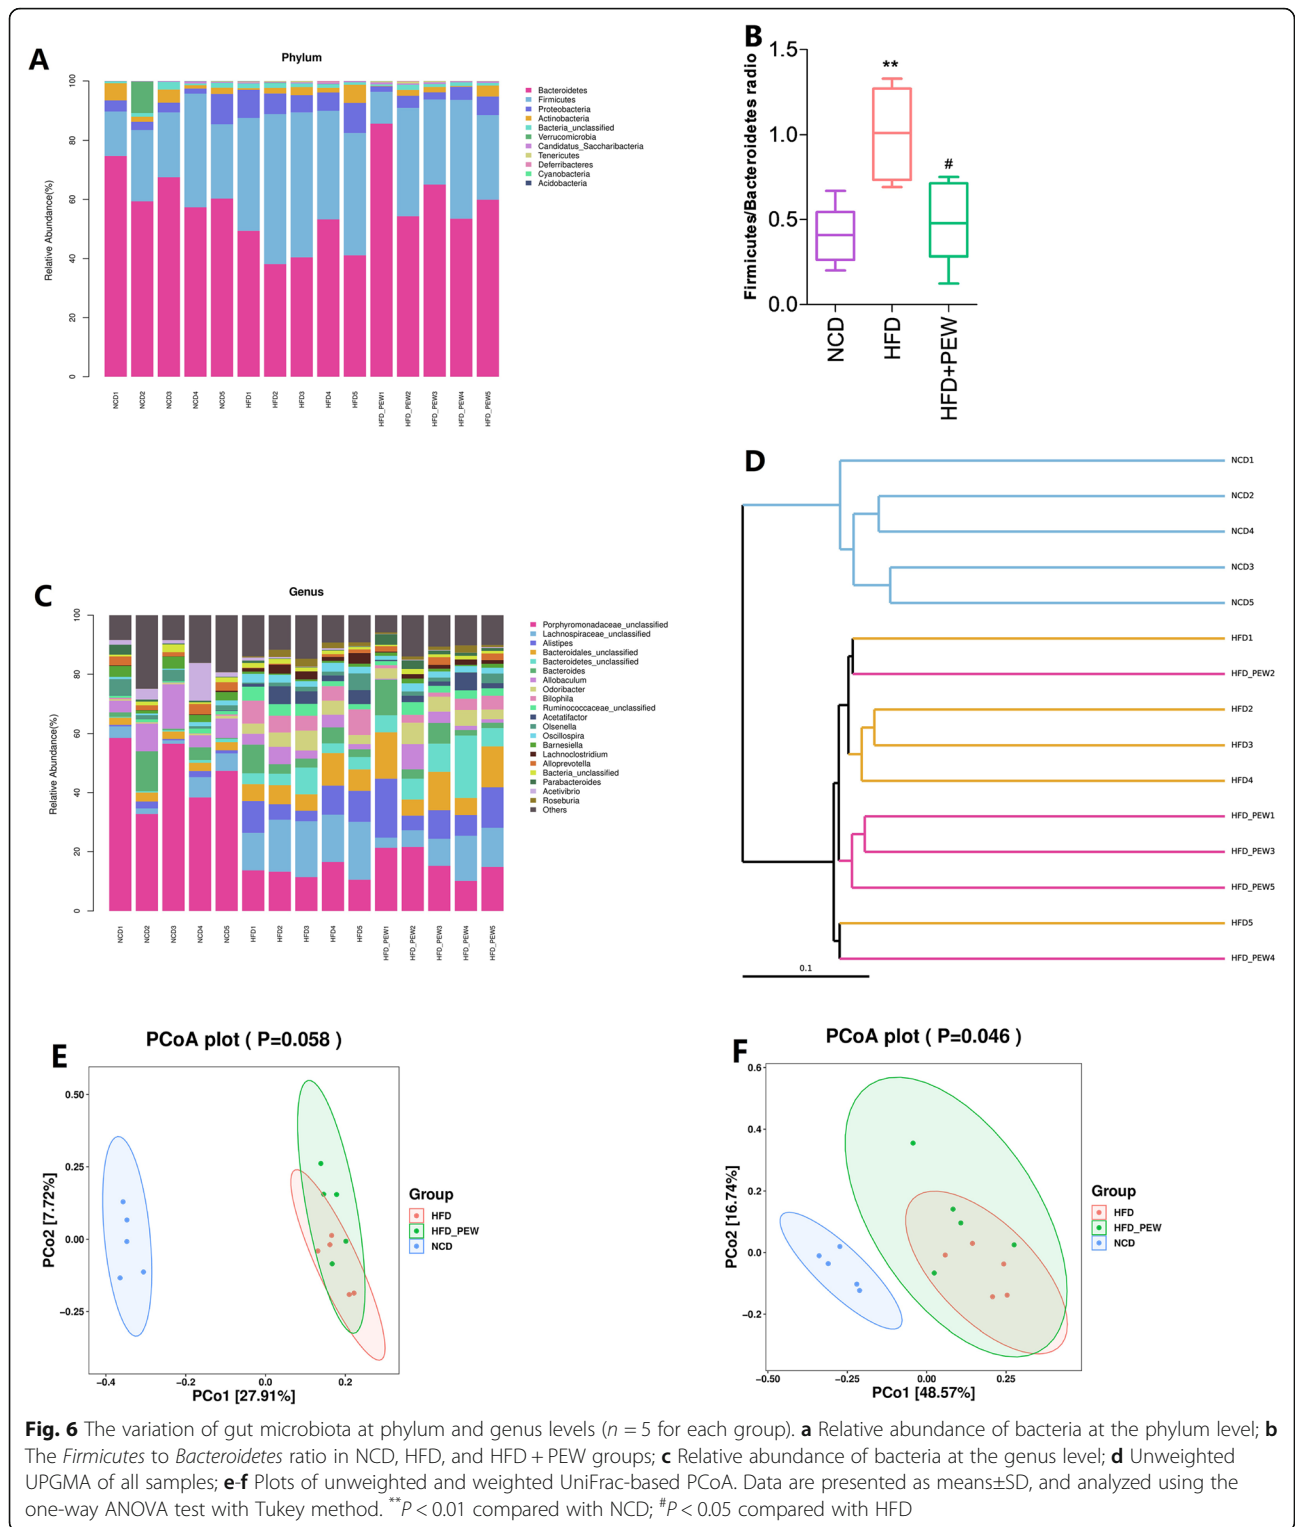 A
Phylum
Relative Abundance(%)
100
80
60
40
20
0
NCD1
NCD2
NCD3
NCD4
NCD5
HFD1
HFD2
HFD3
HFD4
HFD5
HFD_PEW1
HFD_PEW2
HFD_PEW3
HFD_PEW4
HFD_PEW5
Bacteroidetes
Firmicutes
Proteobacteria
Actinobacteria
Bacteria_unclassified
Verrucomicrobia
Candidatus_Saccharibacteria
Tenericutes
Deferribacteres
Cyanobacteria
Acidobacteria
B
Firmicutes/Bacteroidetes ratio
1.5
1.0
0.5
0.0
**
#
NCD
HFD
HFD+PEW
C
Genus
Relative Abundance(%)
100
80
60
40
20
0
NCD1
NCD2
NCD3
NCD4
NCD5
HFD1
HFD2
HFD3
HFD4
HFD5
HFD_PEW1
HFD_PEW2
HFD_PEW3
HFD_PEW4
HFD_PEW5
Porphyromonadaceae_unclassified
Lachnospiraceae_unclassified
Alistipes
Bacteroidales_unclassified
Bacteroidetes_unclassified
Bacteroides
Allobaculum
Odoribacter
Bilophila
Ruminococcaceae_unclassified
Acetatifactor
Olsenella
Oscillospira
Barnesiella
Lachnoclostridium
Alloprevotella
Bacteria_unclassified
Parabacteroides
Acetivibrio
Roseburia
Others
D
NCD1
NCD2
NCD4
NCD3
NCD5
HFD1
HFD_PEW2
HFD2
HFD3
HFD4
HFD_PEW1
HFD_PEW3
HFD_PEW5
HFD5
HFD_PEW4
0.1
E
PCoA plot ( P=0.058 )
PCo2 [7.72%]
0.50
0.25
0.00
−0.25
−0.4
−0.2
0.0
0.2
PCo1 [27.91%]
Group
HFD
HFD_PEW
NCD
F
PCoA plot ( P=0.046 )
PCo2 [16.74%]
0.6
0.4
0.2
0.0
−0.2
−0.50
−0.25
0.00
0.25
PCo1 [48.57%]
Group
HFD
HFD_PEW
NCD
Fig. 6 The variation of gut microbiota at phylum and genus levels (n = 5 for each group). a Relative abundance of bacteria at the phylum level; b
The Firmicutes to Bacteroidetes ratio in NCD, HFD, and HFD + PEW groups; c Relative abundance of bacteria at the genus level; d Unweighted
UPGMA of all samples; e-f Plots of unweighted and weighted UniFrac-based PCoA. Data are presented as means±SD, and analyzed using the
one-way ANOVA test with Tukey method. **P < 0.01 compared with NCD; #P < 0.05 compared with HFD